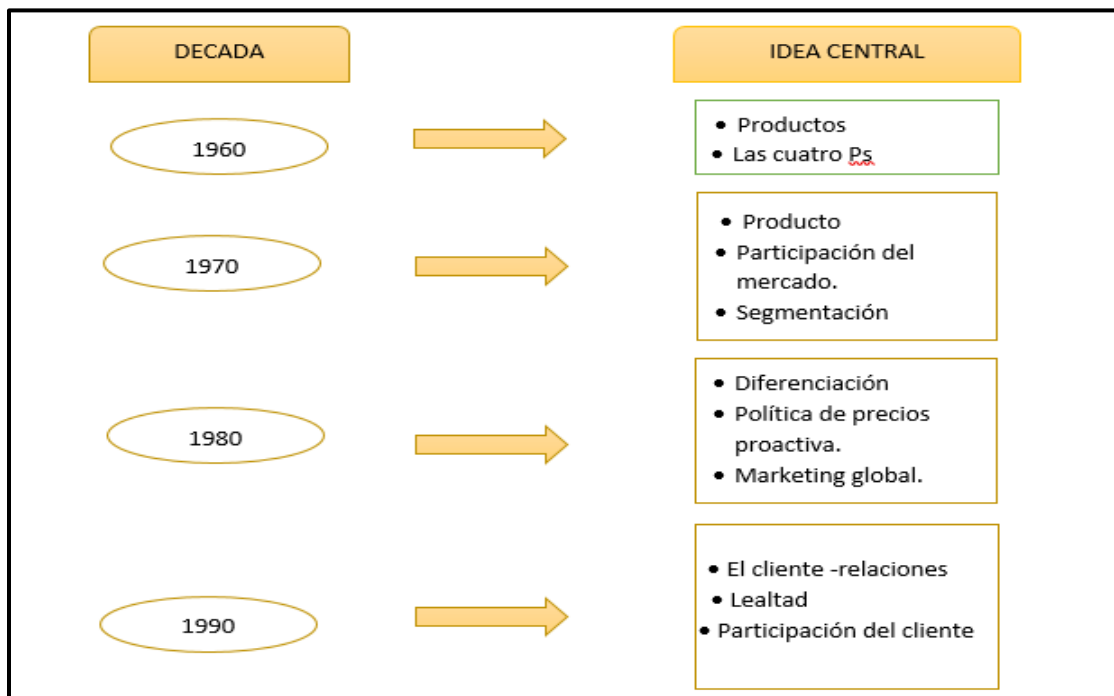 DECADA
IDEA CENTRAL
1960
• Productos
• Las cuatro Ps
1970
• Producto
• Participación del
mercado.
• Segmentación
1980
• Diferenciación
• Política de precios
proactiva.
• Marketing global.
1990
• El cliente -relaciones
• Lealtad
• Participación del cliente